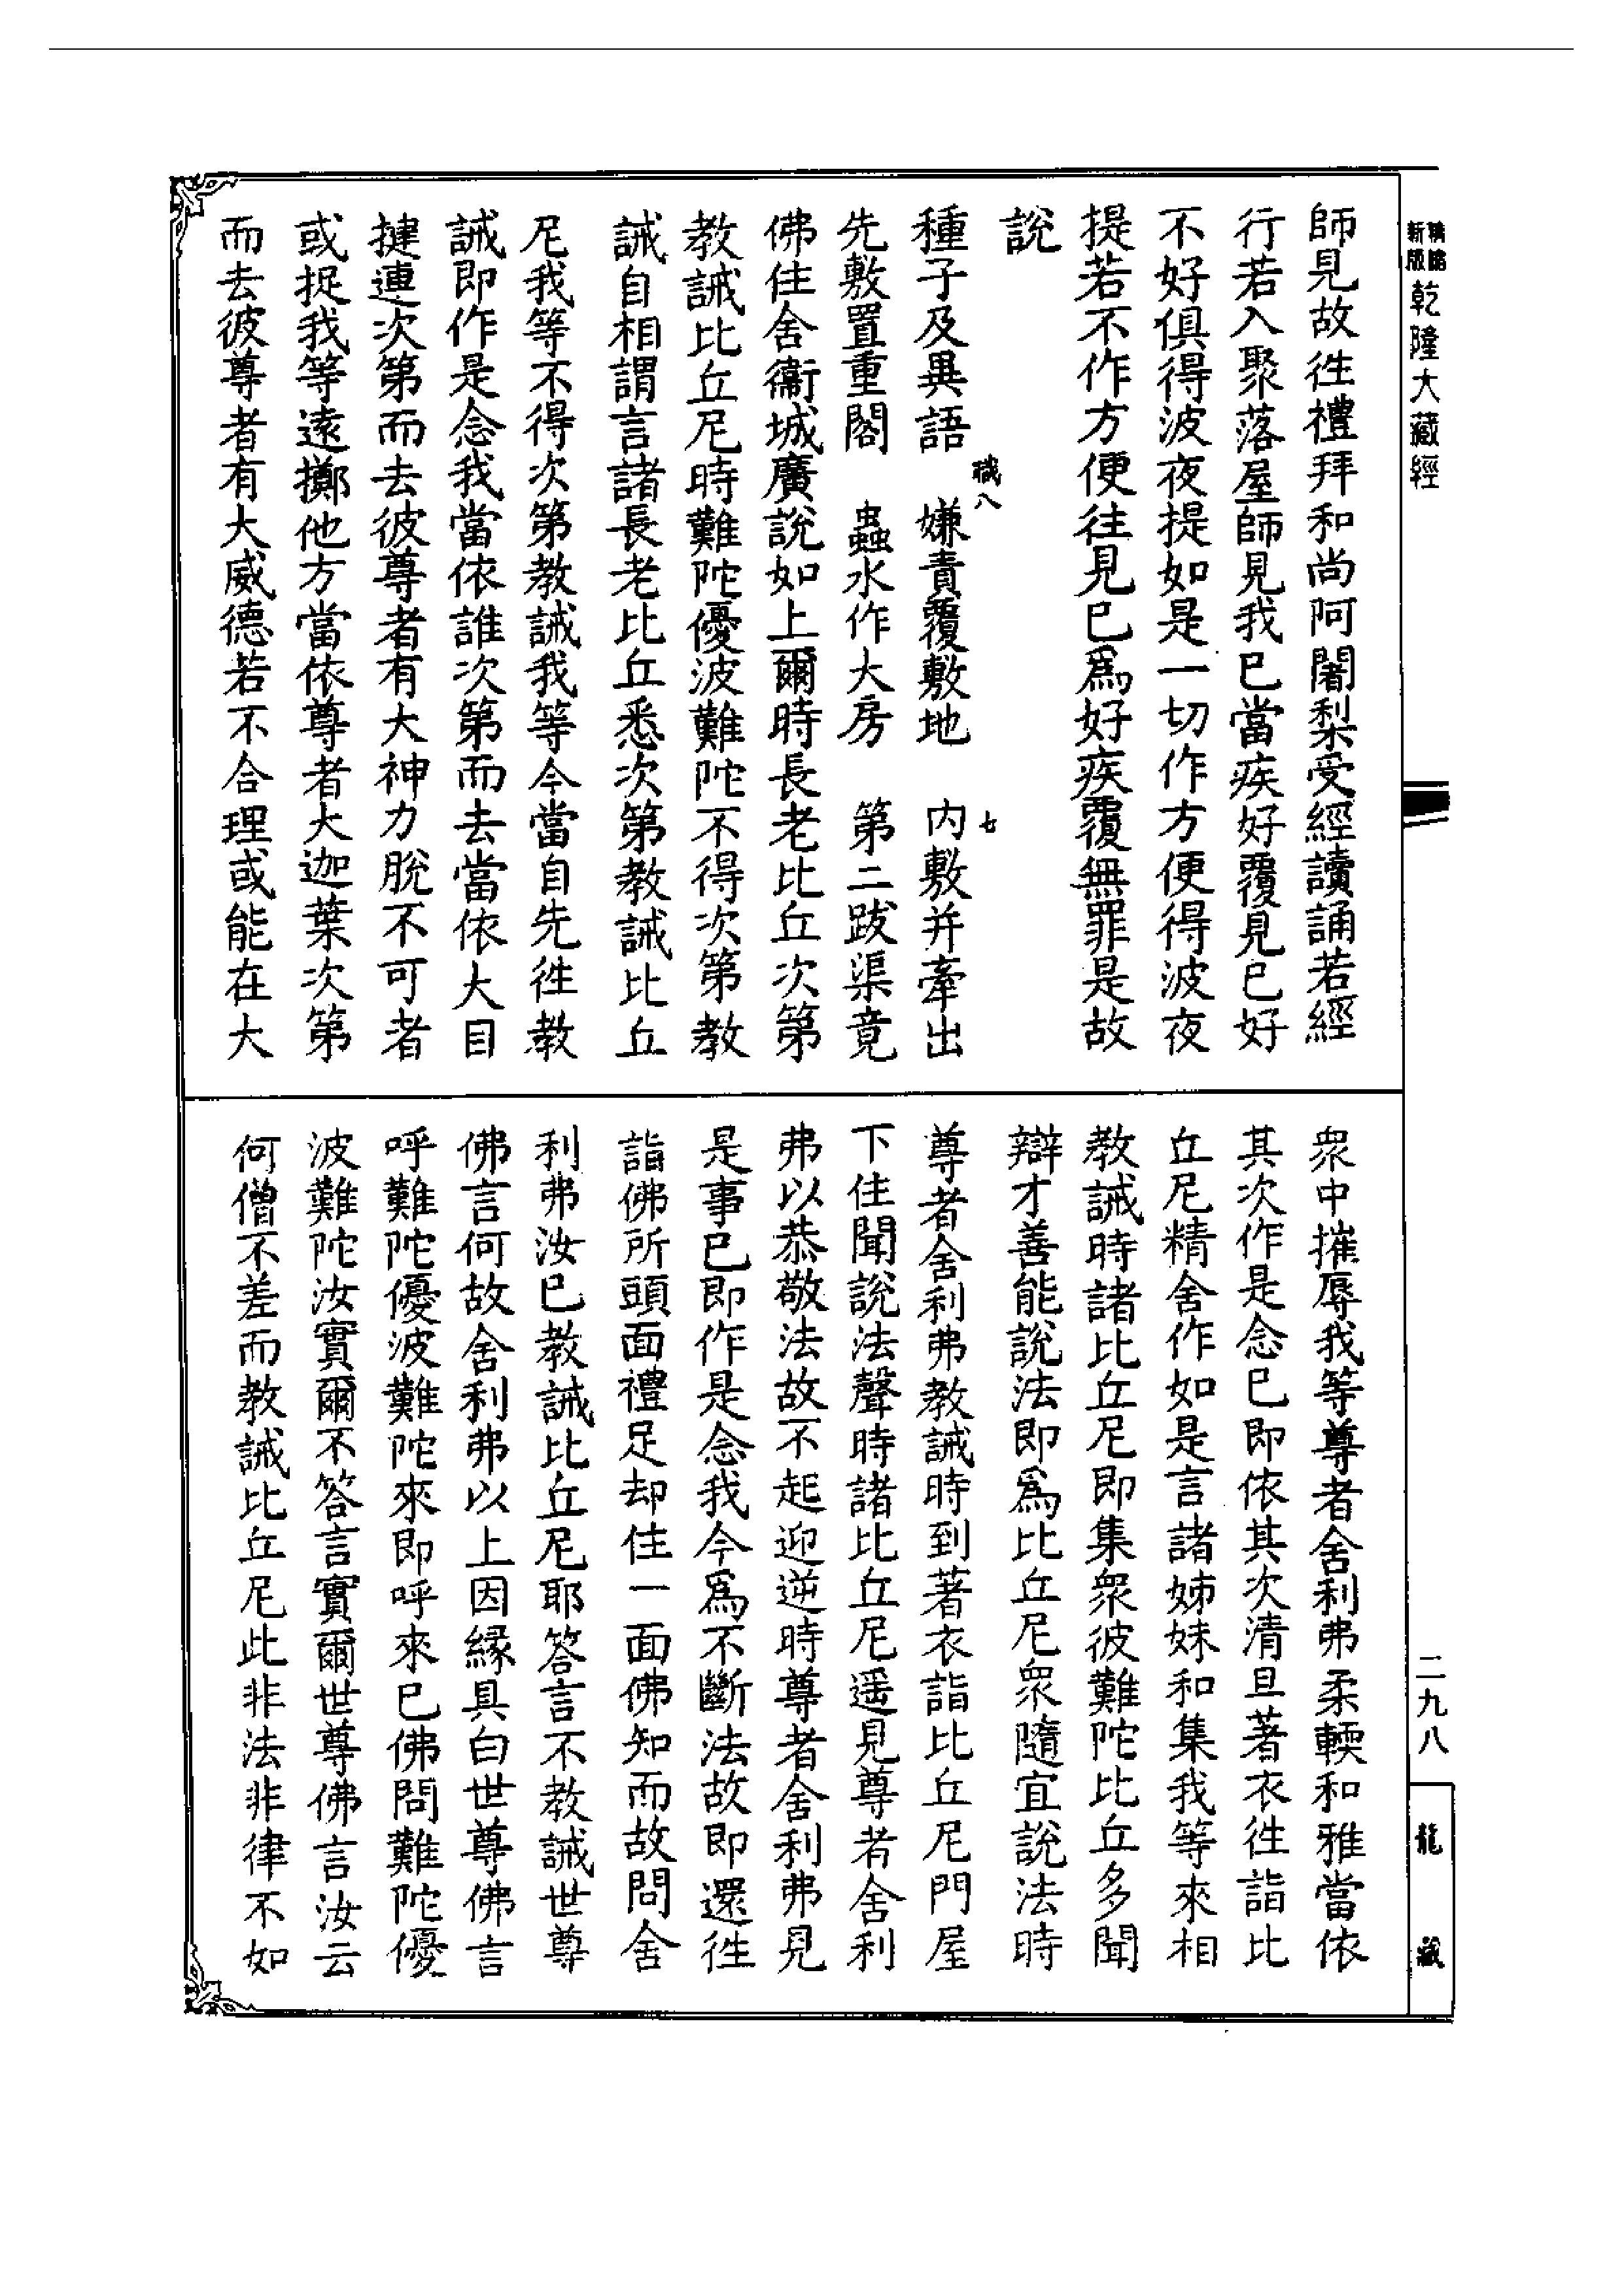 新版
乾隆大藏經
二九八
龍藏
師見故徃禮拜和尚阿闍梨受經讀誦若經
行若入聚落屋師見我已當疾好覆見已好
不好俱得波夜提如是一切作方便得波夜
提若不作方便往見已爲好疾覆無罪是故
說
職八
七
種子及異語　嫌責覆敷地　内敷并牽出
先敷置重閣　蟲水作大房　第二跋渠竟
佛住舍衞城廣說如上爾時長老比丘次第
教誡比丘尼時難陀優波難陀不得次第教
誡自相謂言諸長老比丘悉次第教誡比丘
尼我等不得次第教誡我等今當自先徃教
誡即作是念我當依誰次第而去當依大目
揵連次第而去彼尊者有大神力脫不可者
或捉我等遠擲他方當依尊者大迦葉次第
而去彼尊者有大威德若不合理或能在大
衆中摧辱我等尊者舍利弗柔輭和雅當依
其次作是念已即依其次清旦著衣徃詣比
丘尼精舍作如是言諸姊妹和集我等來相
教誡時諸比丘尼即集衆彼難陀比丘多聞
辯才善能說法即爲比丘尼衆隨宜說法時
尊者舍利弗教誡時到著衣詣比丘尼門屋
下住聞說法聲時諸比丘尼遥見尊者舍利
弗以恭敬法故不起迎逆時尊者舍利弗見
是事已即作是念我今爲不斷法故即還徃
詣佛所頭面禮足却住一面佛知而故問舍
利弗汝已教誡比丘尼耶答言不教誡世尊
佛言何故舍利弗以上因緣具白世尊佛言
呼難陀優波難陀來即呼來已佛問難陀優
波難陀汝實爾不答言實爾世尊佛言汝云
何僧不差而教誡比丘尼此非法非律不如